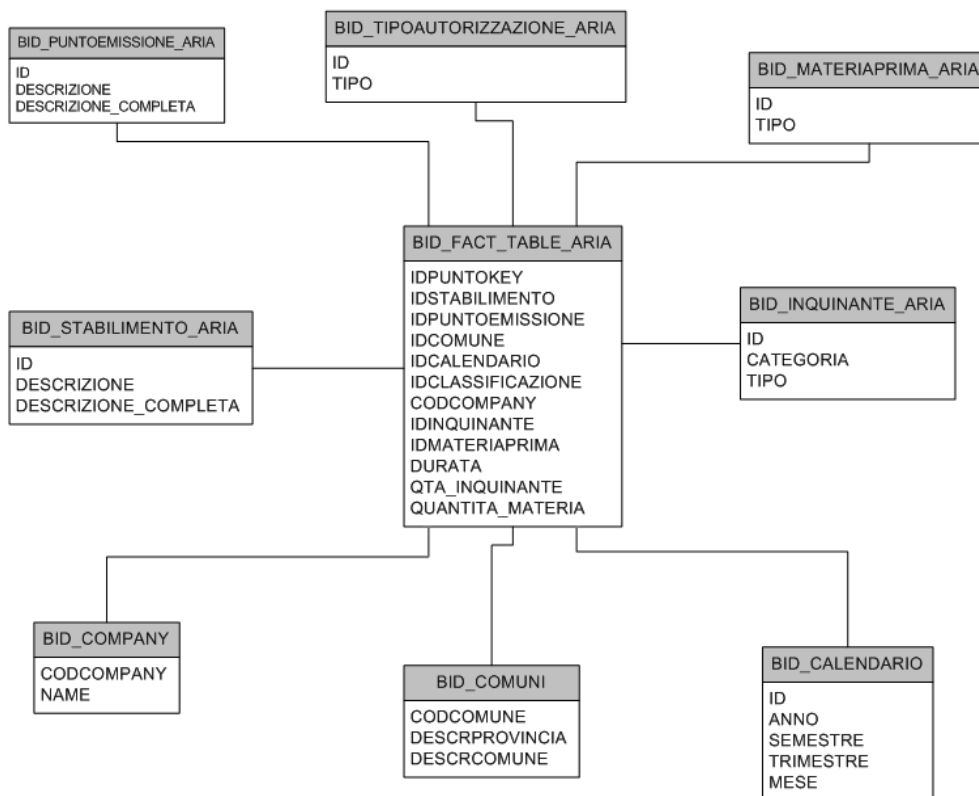 BID_PUNTOEMISSIONE_ARIA
ID
DESCRIZIONE
DESCRIZIONE_COMPLETA
BID_TIPOAUTORIZZAZIONE_ARIA
ID
TIPO
BID_MATERIAPRIMA_ARIA
ID
TIPO
BID_FACT_TABLE_ARIA
IDPUNTOKEY
IDSTABILIMENTO
IDPUNTOEMISSIONE
IDCOMUNE
IDCALENDARIO
IDCLASSIFICAZIONE
CODCOMPANY
IDINQUINANTE
IDMATERIAPRIMA
DURATA
QTA_INQUINANTE
QUANTITA_MATERIA
BID_STABILIMENTO_ARIA
ID
DESCRIZIONE
DESCRIZIONE_COMPLETA
BID_INQUINANTE_ARIA
ID
CATEGORIA
TIPO
BID_COMPANY
CODCOMPANY
NAME
BID_COMUNI
CODCOMUNE
DESCRPROVINCIA
DESCRCOMUNE
BID_CALENDARIO
ID
ANNO
SEMESTRE
TRIMESTRE
MESE